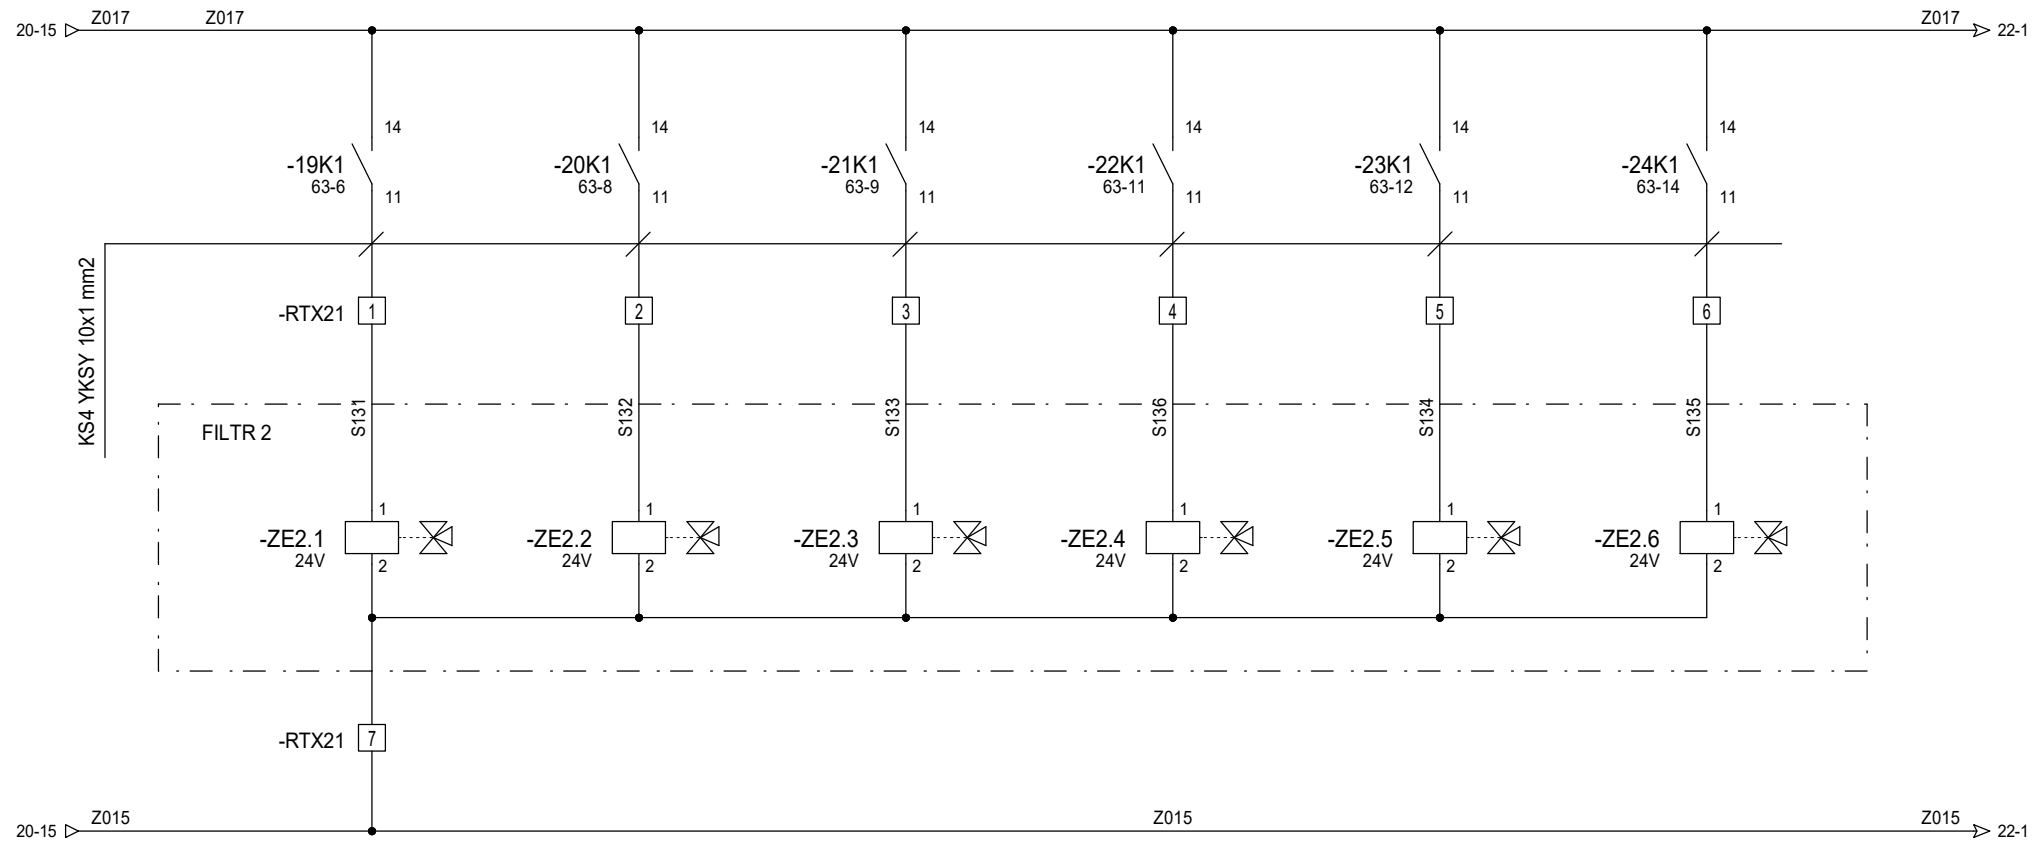 Z017 Z017 Z017
20-15 22-1
14 14 14 14 14 14
-19K1 -20K1 -21K1 -22K1 -23K1 -24K1
63-6 63-8 63-9 63-11 63-12 63-14
11 11 11 11 11 11
KS4 YKSY 10x1 mm2
-RTX21 1 2 3 4 5 6
S131 S132 S133 S136 S134 S135
FILTR 2
1 1 1 1 1 1
-ZE2.1 -ZE2.2 -ZE2.3 -ZE2.4 -ZE2.5 -ZE2.6
24V 24V 24V 24V 24V 24V
2 2 2 2 2 2
-RTX21 7
Z015 Z015 Z015
20-15 22-1